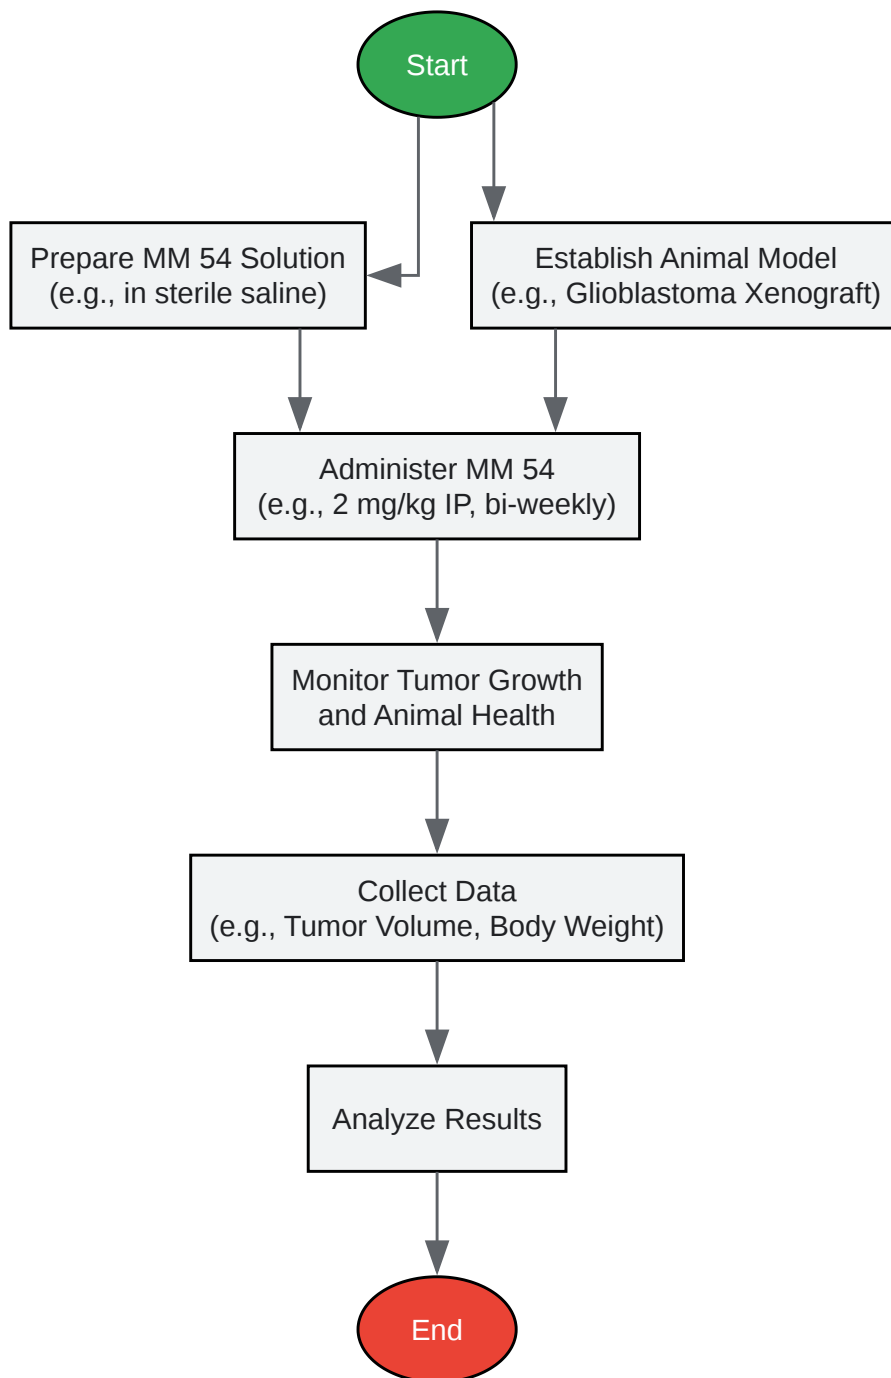 Start
Prepare MM 54 Solution
(e.g., in sterile saline)
Establish Animal Model
(e.g., Glioblastoma Xenograft)
Administer MM 54
(e.g., 2 mg/kg IP, bi-weekly)
Monitor Tumor Growth
and Animal Health
Collect Data
(e.g., Tumor Volume, Body Weight)
Analyze Results
End